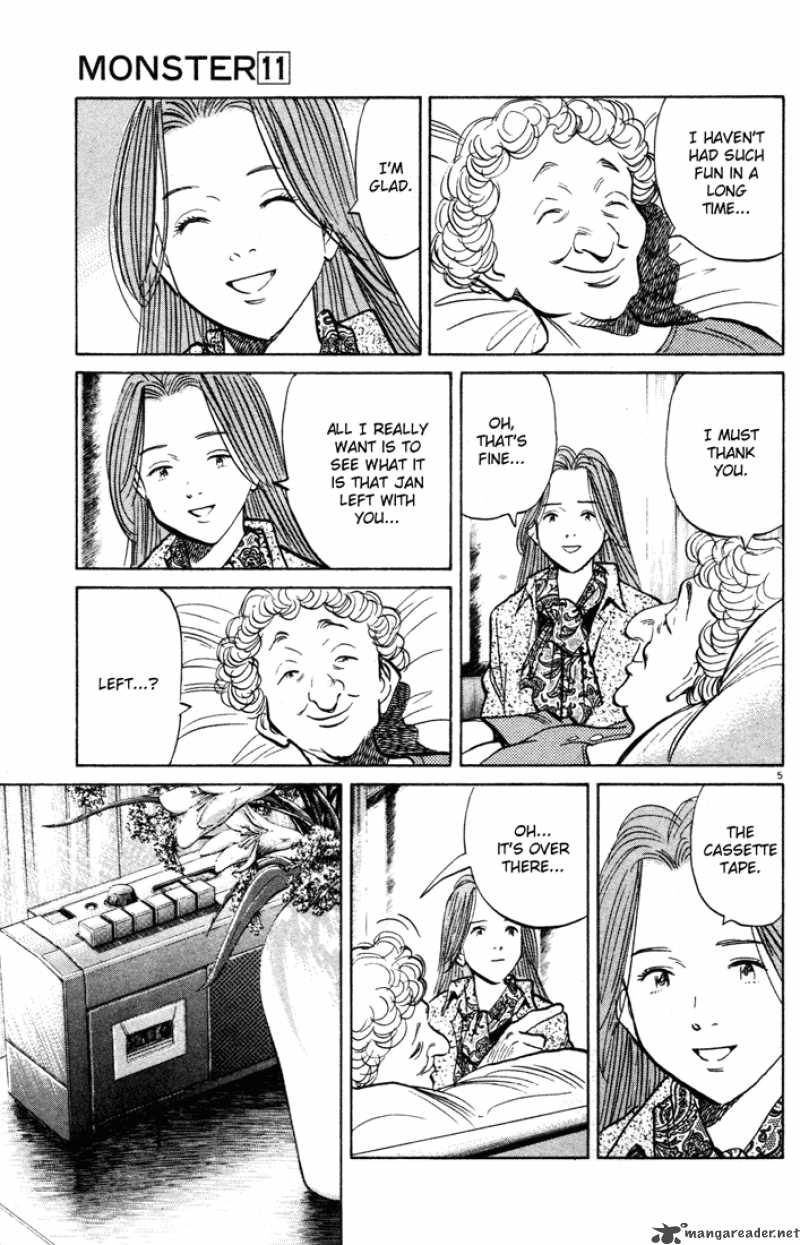 MONSTER 11
I HAVEN'T
HAD SUCH
FUN IN A
LONG
TIME...
I'M
GLAD.
I MUST
THANK
YOU.
OH,
THAT'S
FINE...
ALL I REALLY
WANT IS TO
SEE WHAT IT
IS THAT JAN
LEFT WITH
YOU...
LEFT...?
5
THE
CASSETTE
TAPE.
OH...
IT'S OVER
THERE...
mangareader.net